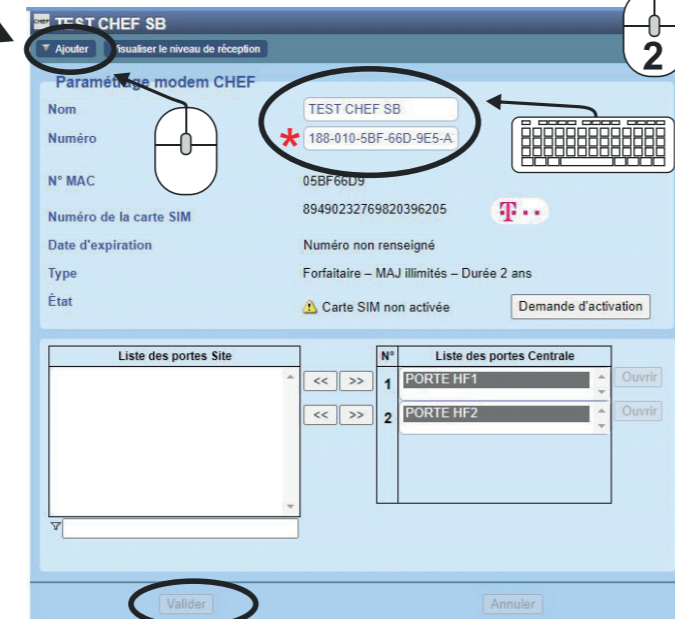 CHEF TEST CHEF SB
Ajouter Visualiser le niveau de réception
2
Paramétrage modem CHEF
Nom TEST CHEF SB
Numéro * 188-010-5BF-66D-9E5-A
N° MAC 05BF66D9
Numéro de la carte SIM 89490232769820396205 T··
Date d'expiration Numéro non renseigné
Type Forfaitaire – MAJ illimités – Durée 2 ans
État Carte SIM non activée Demande d'activation
Liste des portes Site N° Liste des portes Centrale
<< >> 1 PORTE HF1 Ouvrir
<< >> 2 PORTE HF2 Ouvrir
Valider Annuler